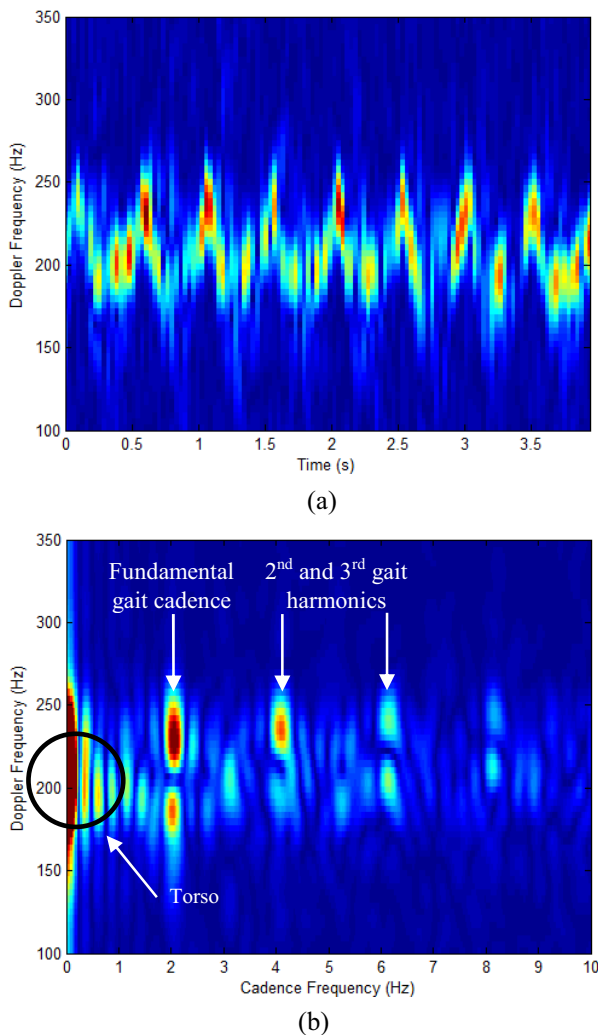 350
300
250
200
150
100
Doppler Frequency (Hz)
0 0.5 1 1.5 2 2.5 3 3.5
Time (s)
(a)
350
300
250
200
150
100
Doppler Frequency (Hz)
Fundamental
gait cadence
2nd and 3rd gait
harmonics
Torso
0 1 2 3 4 5 6 7 8 9 10
Cadence Frequency (Hz)
(b)